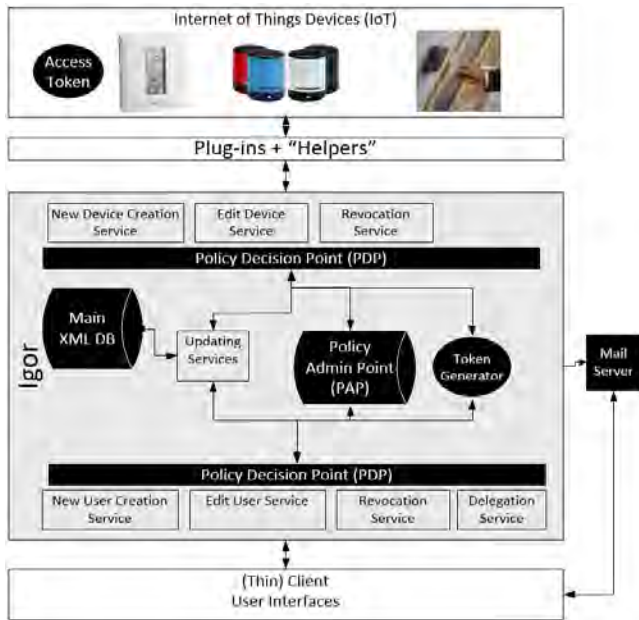 Internet of Things Devices (IoT)
Access
Token
Plug-ins + “Helpers”
New Device Creation
Service
Edit Device
Service
Revocation
Service
Policy Decision Point (PDP)
Igor
Main
XML DB
Updating
Services
Policy
Admin Point
(PAP)
Token
Generator
Mail
Server
Policy Decision Point (PDP)
New User Creation
Service
Edit User Service
Revocation
Service
Delegation
Service
(Thin) Client
User Interfaces